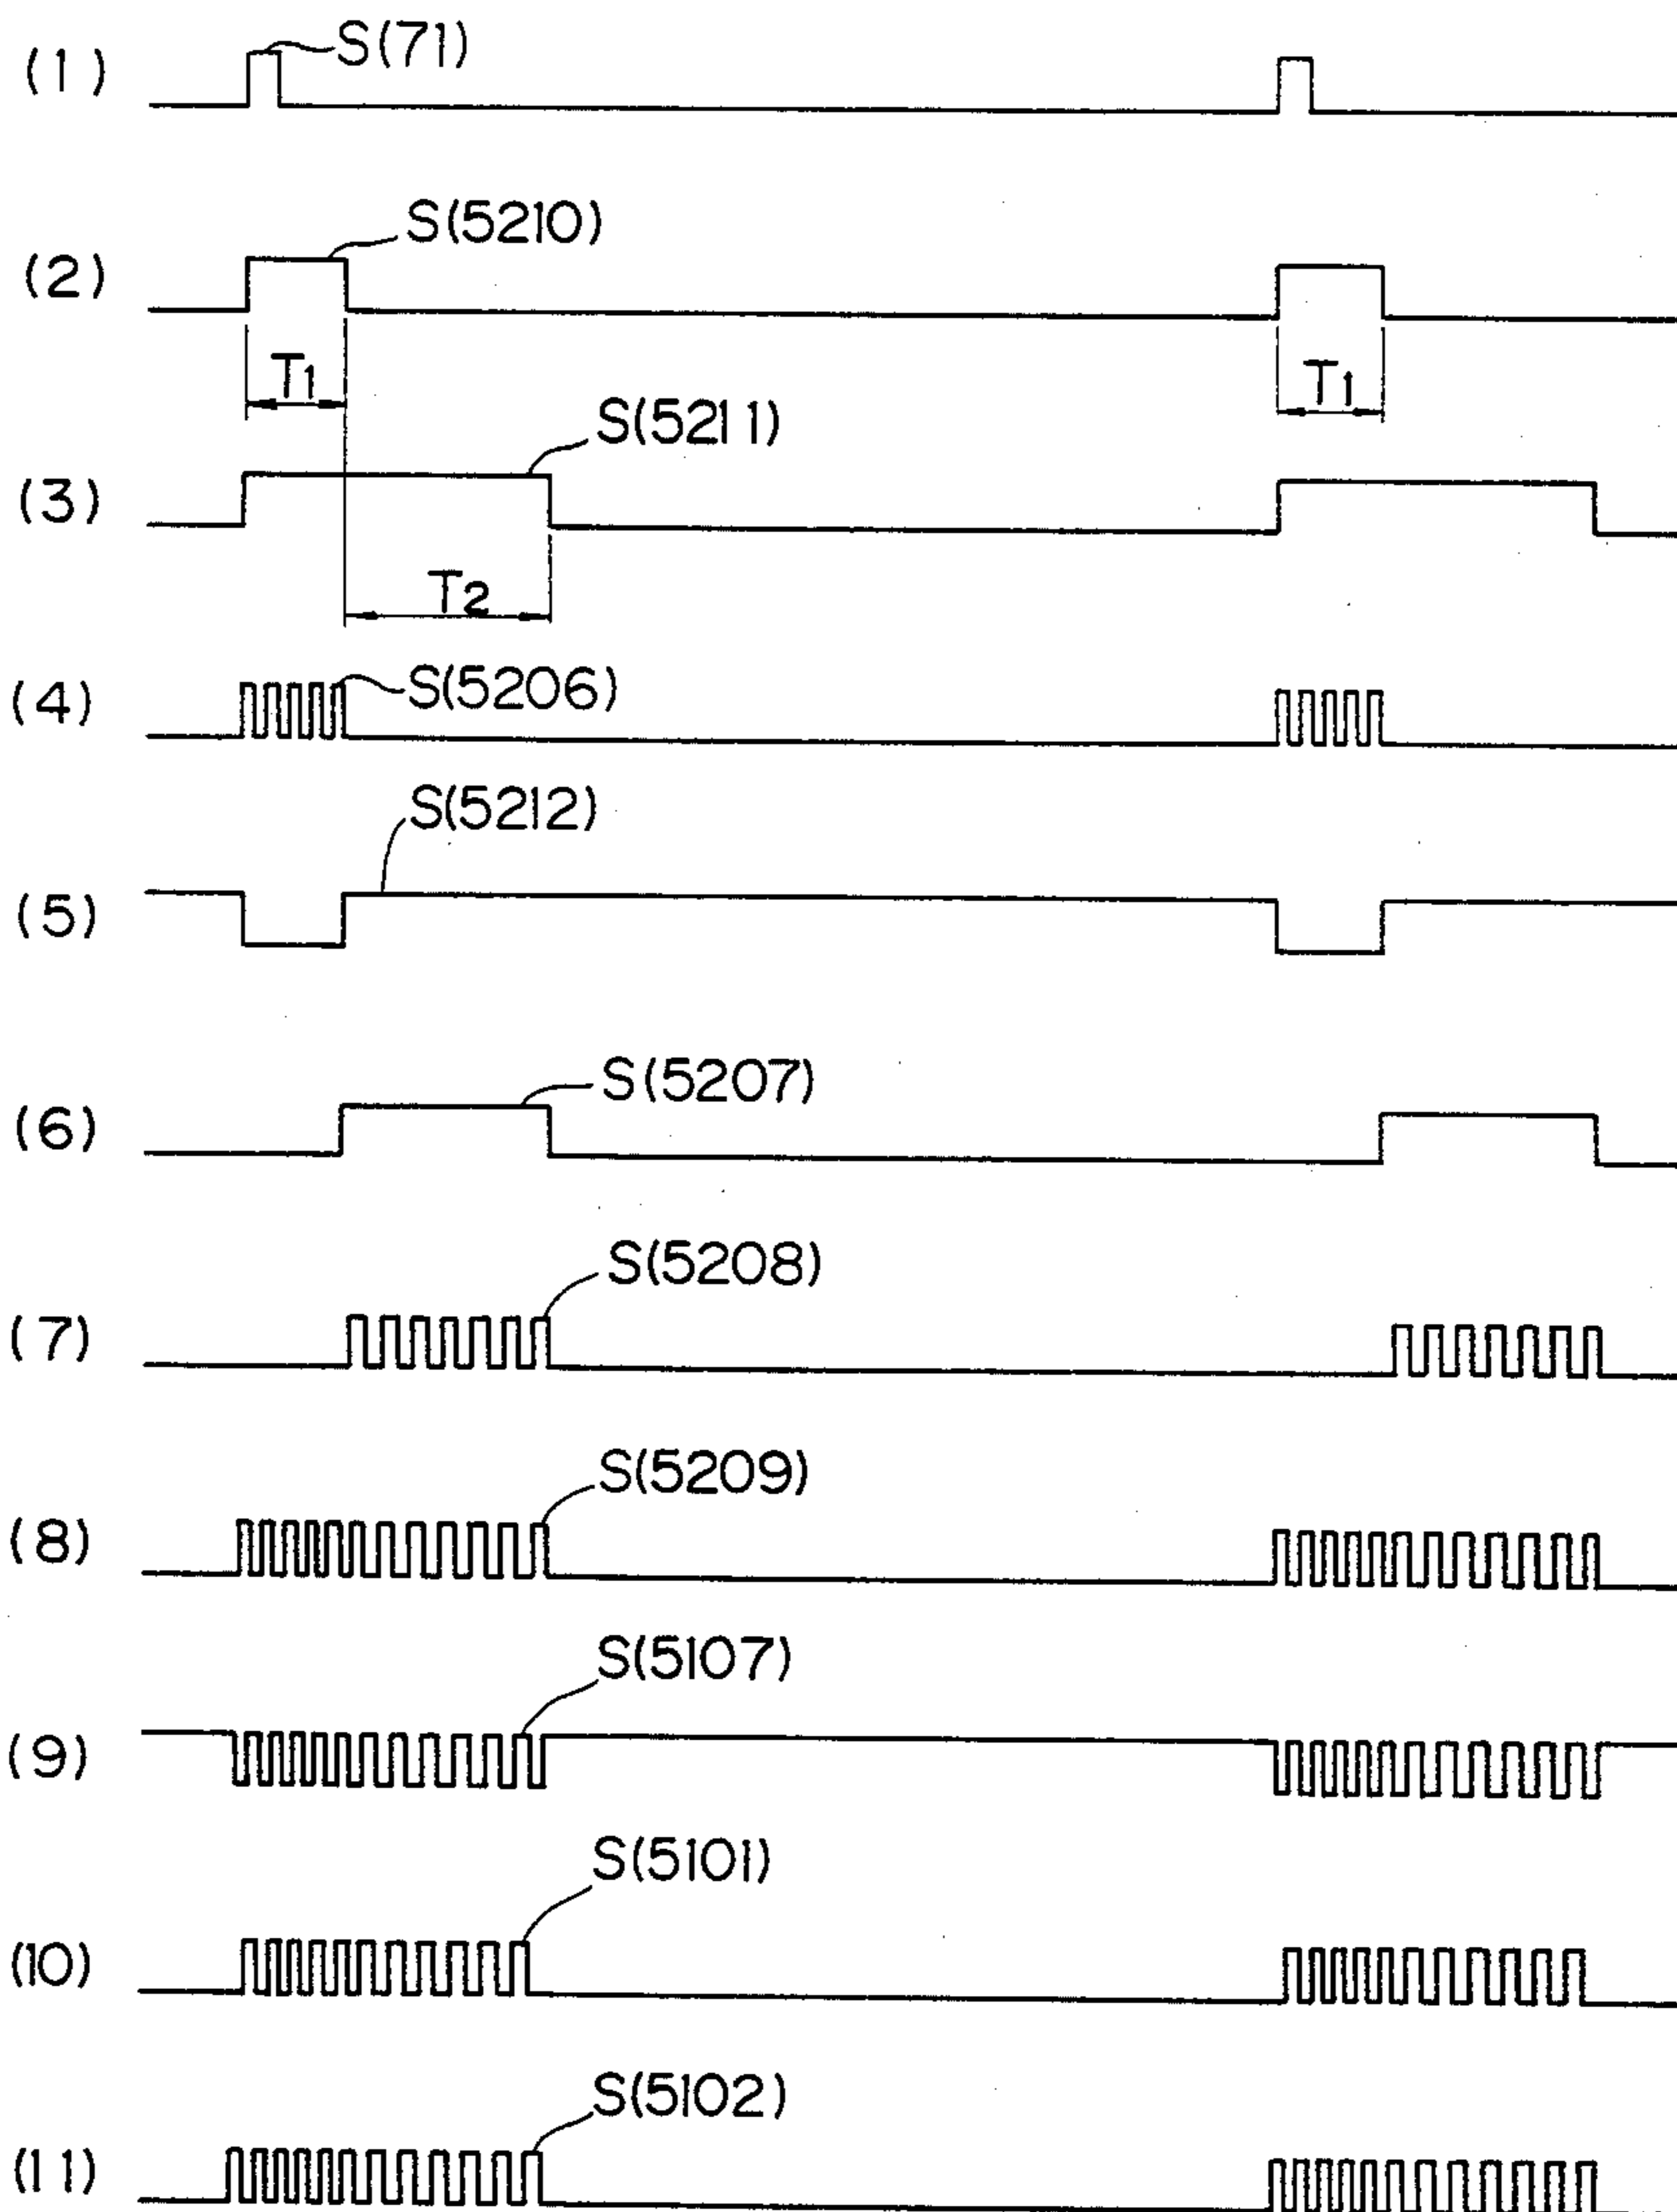 (1) S(71)
(2) S(5210)
T1 T1
(3) S(5211)
T2
(4) S(5206)
(5) S(5212)
(6) S(5207)
(7) S(5208)
(8) S(5209)
(9) S(5107)
(10) S(5101)
(11) S(5102)